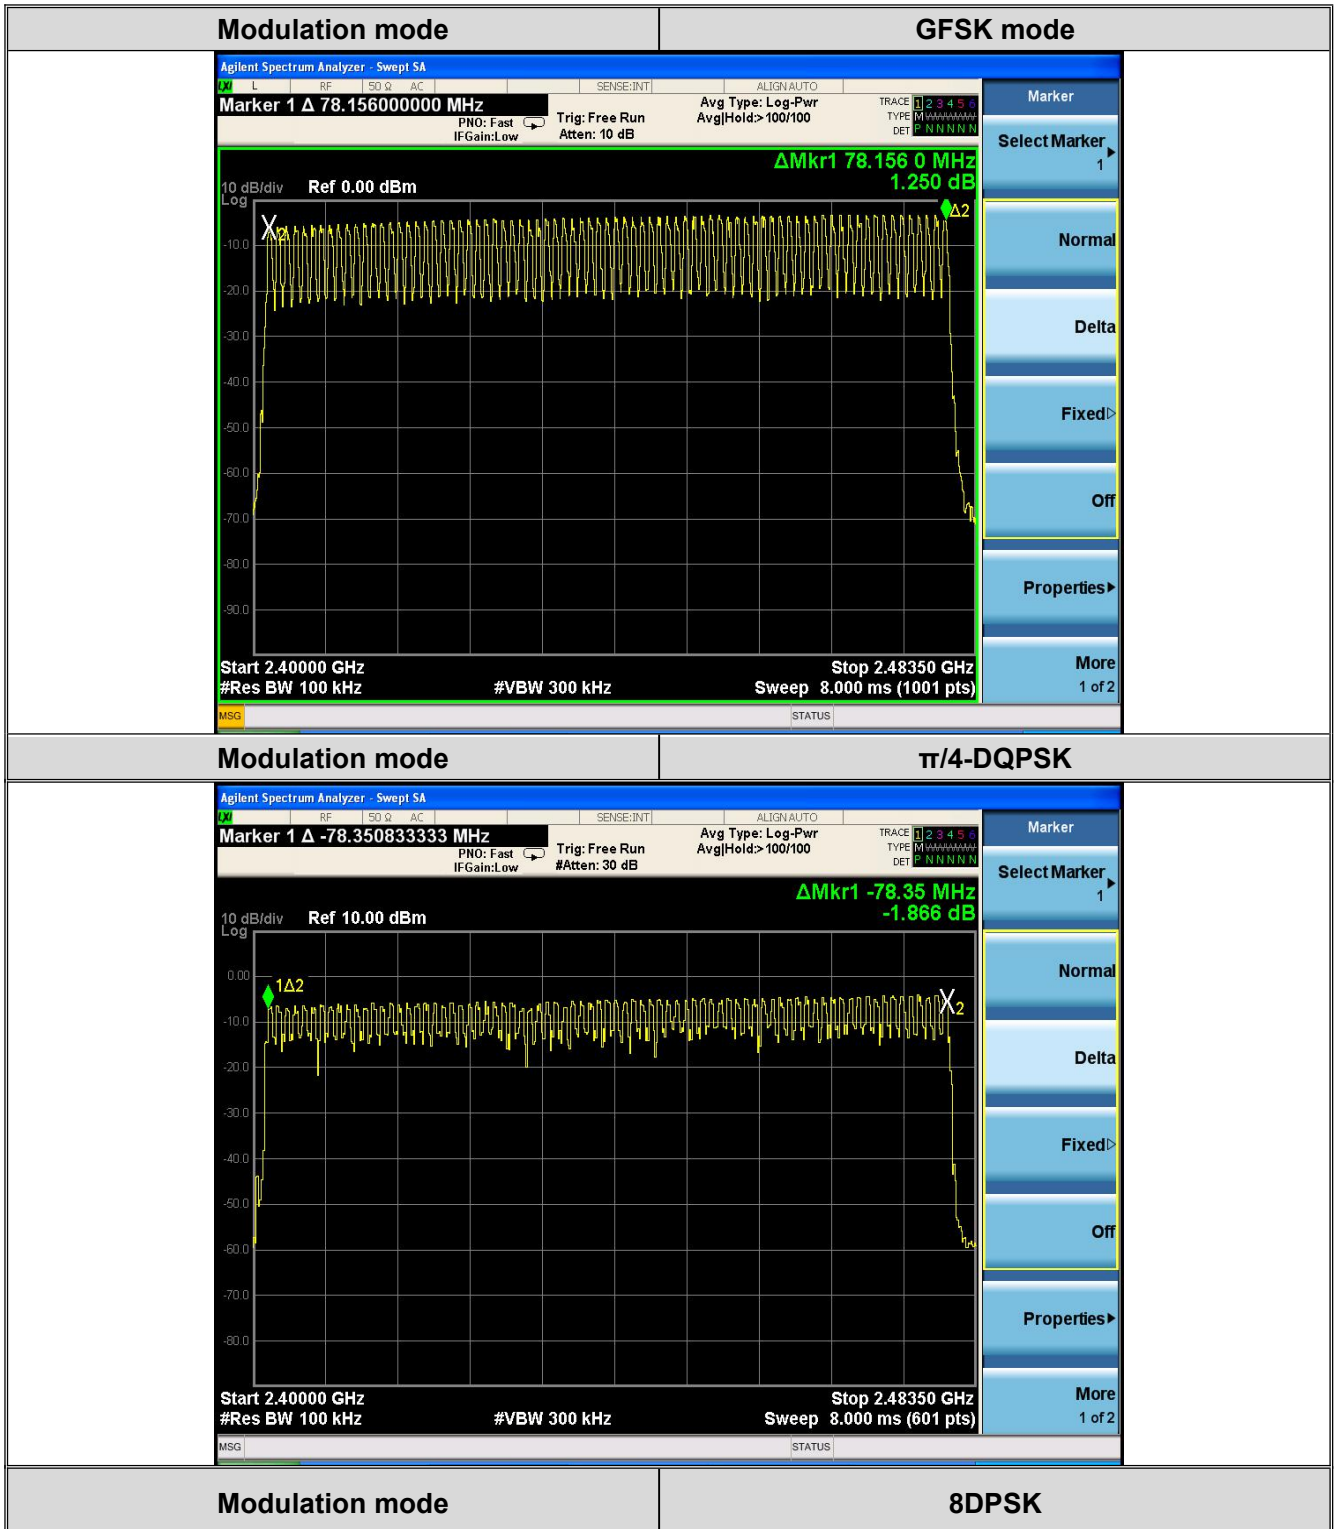 Modulation mode GFSK mode
Agilent Spectrum Analyzer - Swept SA
LXI L RF 50 Ω AC SENSE:INT ALIGN AUTO
Marker 1 Δ 78.156000000 MHz
PNO: Fast
IFGain:Low
Trig: Free Run
Atten: 10 dB
Avg Type: Log-Pwr
Avg|Hold:>100/100
TRACE 1 2 3 4 5 6
TYPE M
DET P N N N N N
ΔMkr1 78.156 0 MHz
1.250 dB
10 dB/div Ref 0.00 dBm
Log
X2
Δ2
-10.0
-20.0
-30.0
-40.0
-50.0
-60.0
-70.0
-80.0
-90.0
Start 2.40000 GHz Stop 2.48350 GHz
#Res BW 100 kHz #VBW 300 kHz Sweep 8.000 ms (1001 pts)
MSG STATUS
Marker
Select Marker
1
Normal
Delta
Fixed
Off
Properties
More
1 of 2
Modulation mode π/4-DQPSK
Agilent Spectrum Analyzer - Swept SA
LXI RF 50 Ω AC SENSE:INT ALIGN AUTO
Marker 1 Δ -78.350833333 MHz
PNO: Fast
IFGain:Low
Trig: Free Run
#Atten: 30 dB
Avg Type: Log-Pwr
Avg|Hold:>100/100
TRACE 1 2 3 4 5 6
TYPE M
DET P N N N N N
ΔMkr1 -78.35 MHz
-1.866 dB
10 dB/div Ref 10.00 dBm
Log
0.00
1Δ2
X2
-10.0
-20.0
-30.0
-40.0
-50.0
-60.0
-70.0
-80.0
Start 2.40000 GHz Stop 2.48350 GHz
#Res BW 100 kHz #VBW 300 kHz Sweep 8.000 ms (601 pts)
MSG STATUS
Marker
Select Marker
1
Normal
Delta
Fixed
Off
Properties
More
1 of 2
Modulation mode 8DPSK